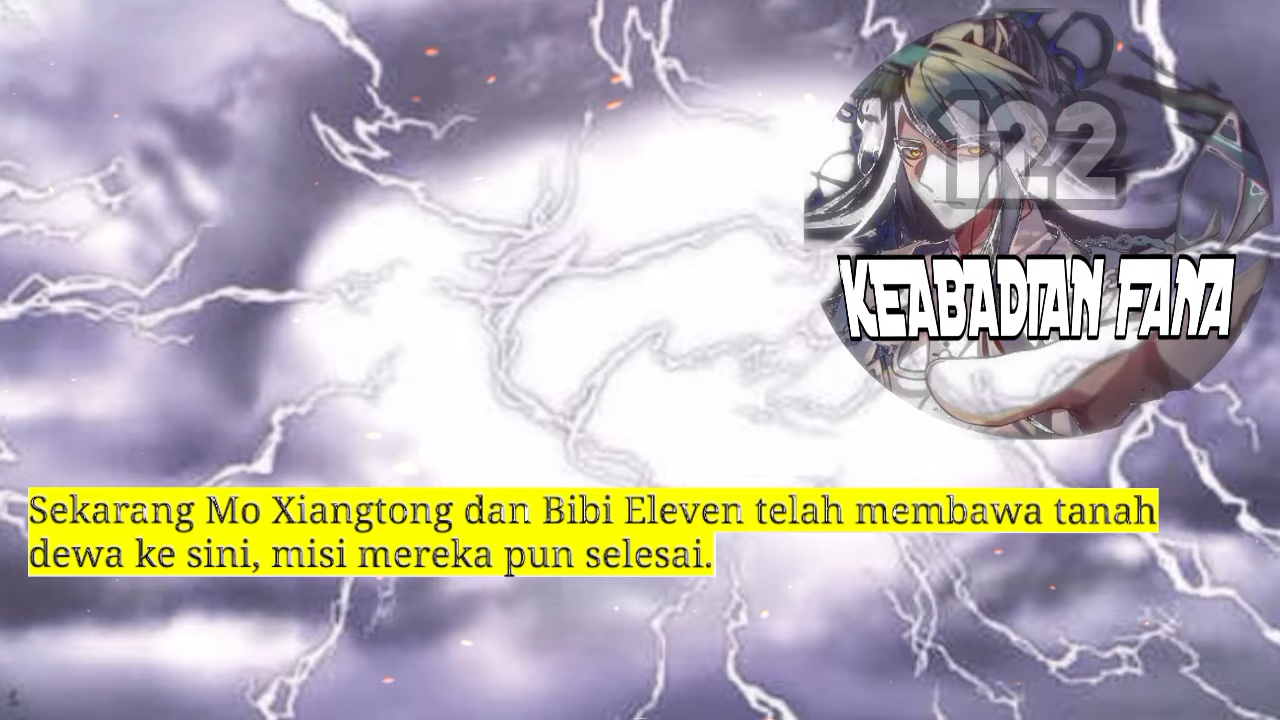 122
KEABADIAN FANA
Sekarang Mo Xiangtong dan Bibi Eleven telah membawa tanah
dewa ke sini, misi mereka pun selesai.